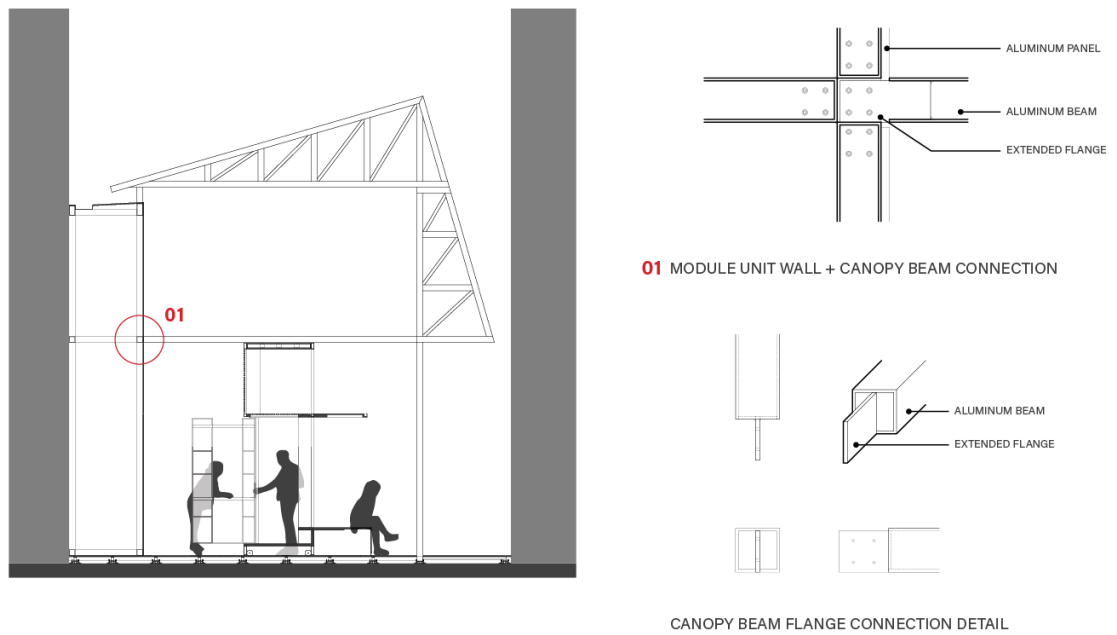 01
ALUMINUM PANEL
ALUMINUM BEAM
EXTENDED FLANGE
01 MODULE UNIT WALL + CANOPY BEAM CONNECTION
ALUMINUM BEAM
EXTENDED FLANGE
CANOPY BEAM FLANGE CONNECTION DETAIL